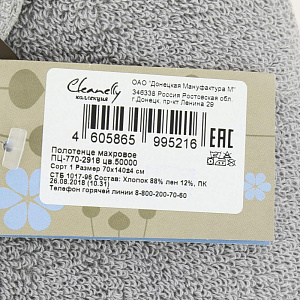 Cleanelly
коллекция
ОАО "Донецкая Мануфактура М"
346338 Россия Ростовская обл.
г.Донецк, пр-кт Ленина 29
4 605865 995216
EAC
Полотенце махровое
ПЦ-770-2918 цв.50000
Сорт 1 Размер 70х140±4 см
СТБ 1017-96 Состав: Хлопок 88% лен 12%, ПК
26.08.2018 (10.31)
Телефон горячей линии 8-800-200-70-60